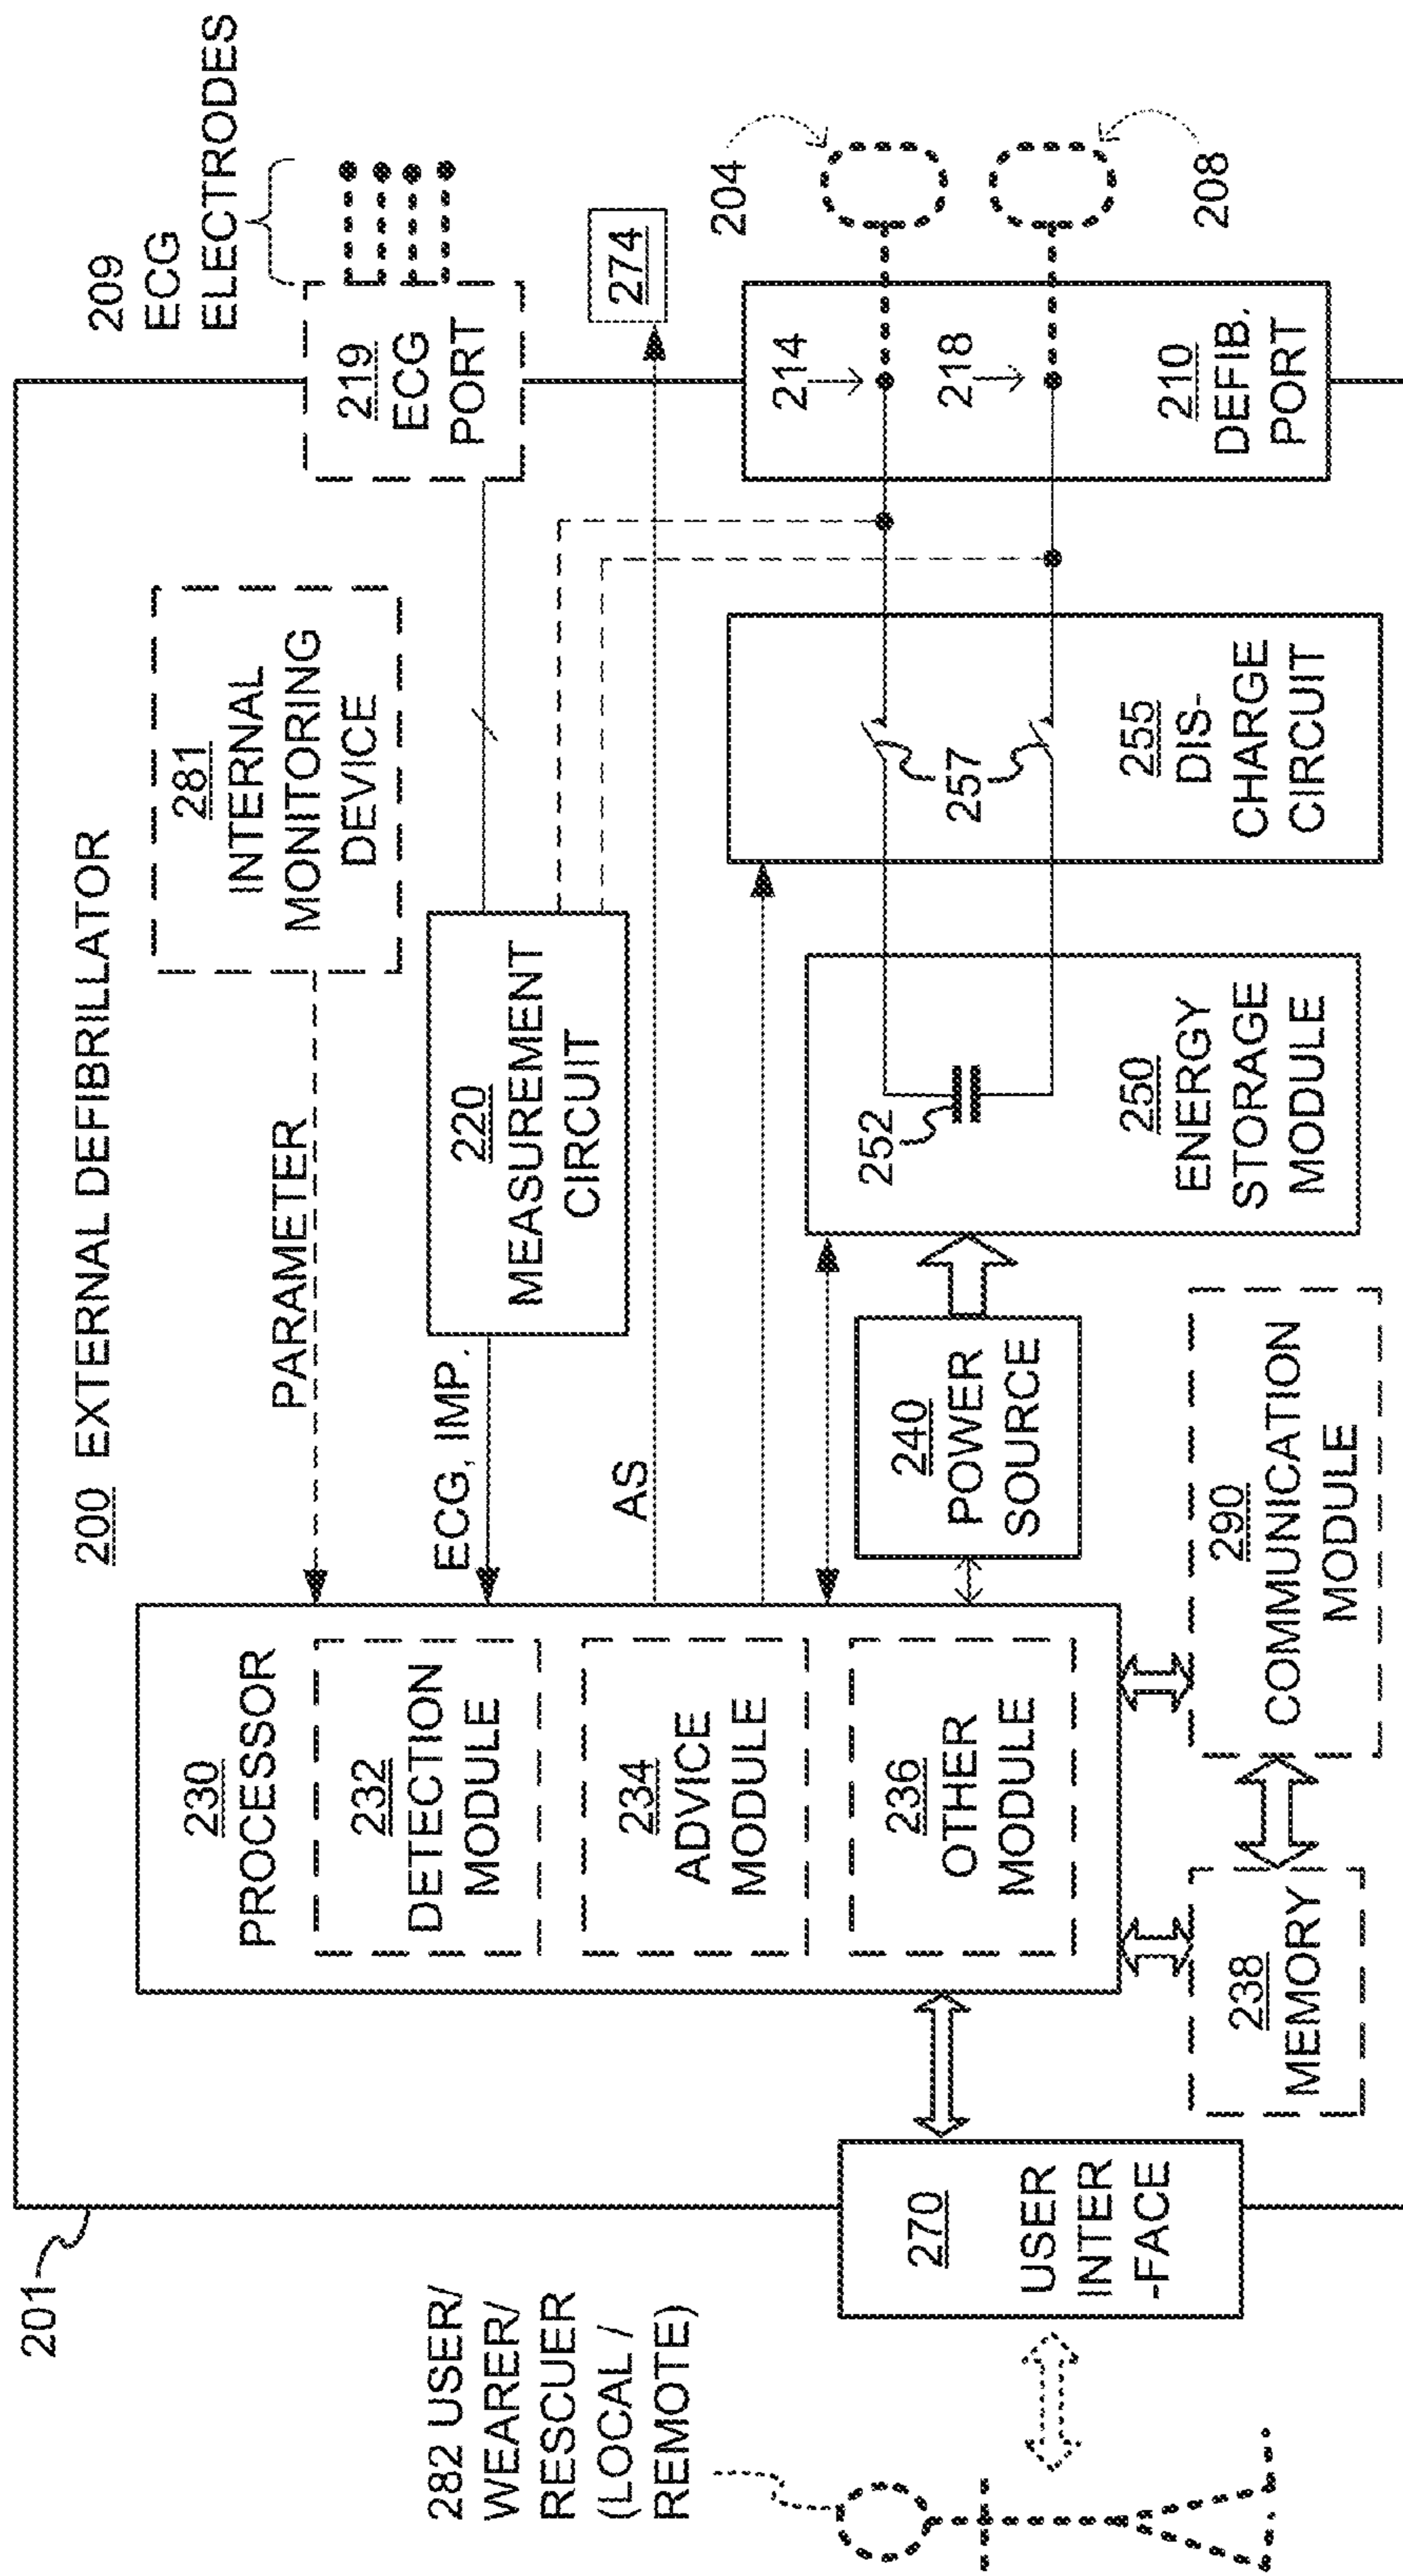 200 EXTERNAL DEFIBRILLATOR
201
209
ECG
ELECTRODES
219
ECG
PORT
281
INTERNAL
MONITORING
DEVICE
PARAMETER
220
MEASUREMENT
CIRCUIT
ECG, IMP.
AS
274
230
PROCESSOR
232
DETECTION
MODULE
234
ADVICE
MODULE
236
OTHER
MODULE
282 USER/
WEARER/
RESCUER
(LOCAL /
REMOTE)
270
USER
INTER
-FACE
238
MEMORY
290
COMMUNICATION
MODULE
240
POWER
SOURCE
252
250
ENERGY
STORAGE
MODULE
257
255
DIS-
CHARGE
CIRCUIT
214
218
210
DEFIB.
PORT
204
208